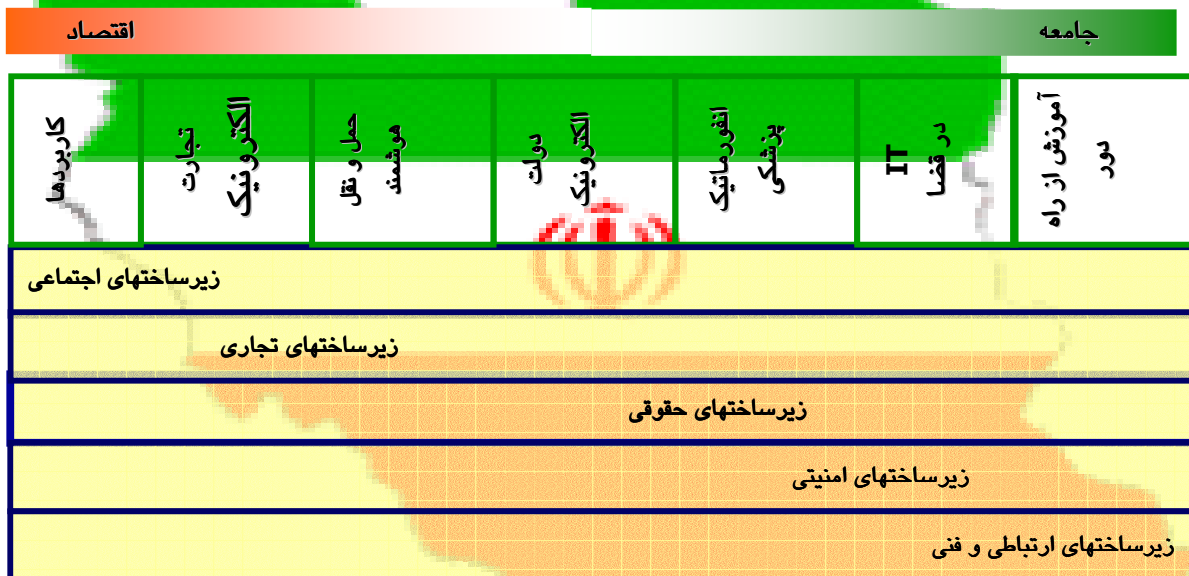 جامعه
اقتصاد
آموزش از راه
دور
IT
در قضا
انفورماتیک
پزشکی
دولت
الکترونیک
حمل و نقل
هوشمند
تجارت
الکترونیک
کاربردها
زیرساختهای اجتماعی
زیرساختهای تجاری
زیرساختهای حقوقی
زیرساختهای امنیتی
زیرساختهای ارتباطی و فنی